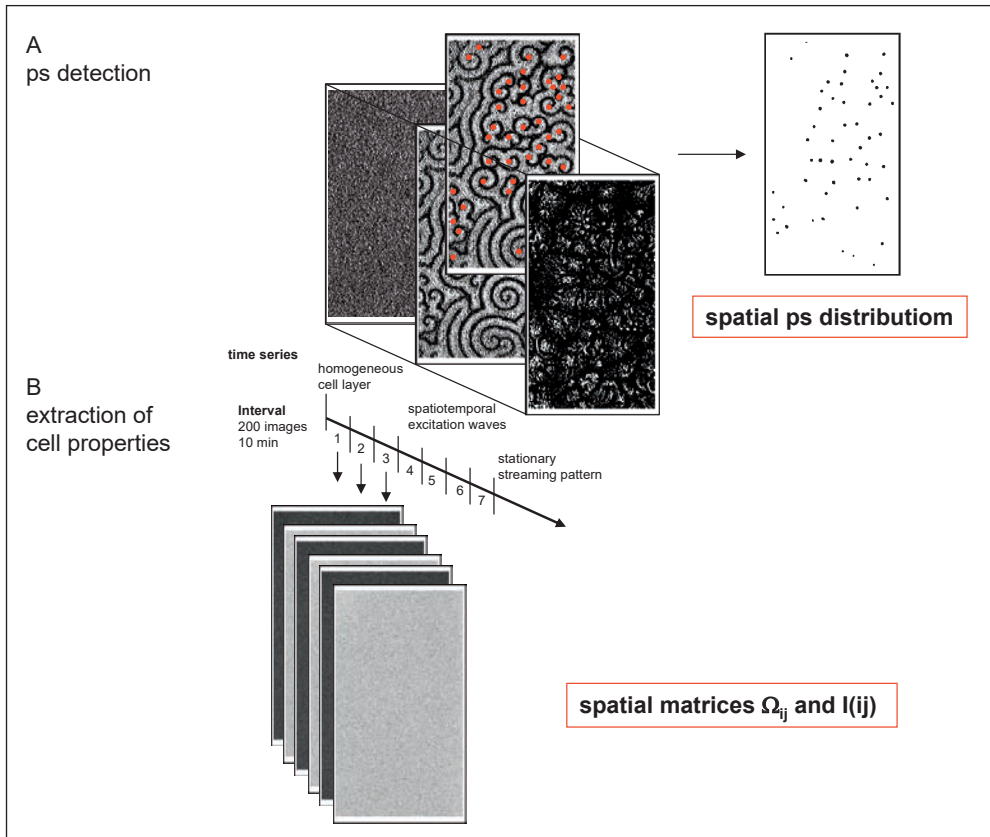 A
ps detection
spatial ps distributiom
time series
homogeneous
cell layer
B
extraction of
cell properties
Interval
200 images
10 min
spatiotemporal
excitation waves
stationary
streaming pattern
1
2
3
4
5
6
7
spatial matrices Ωij and I(ij)